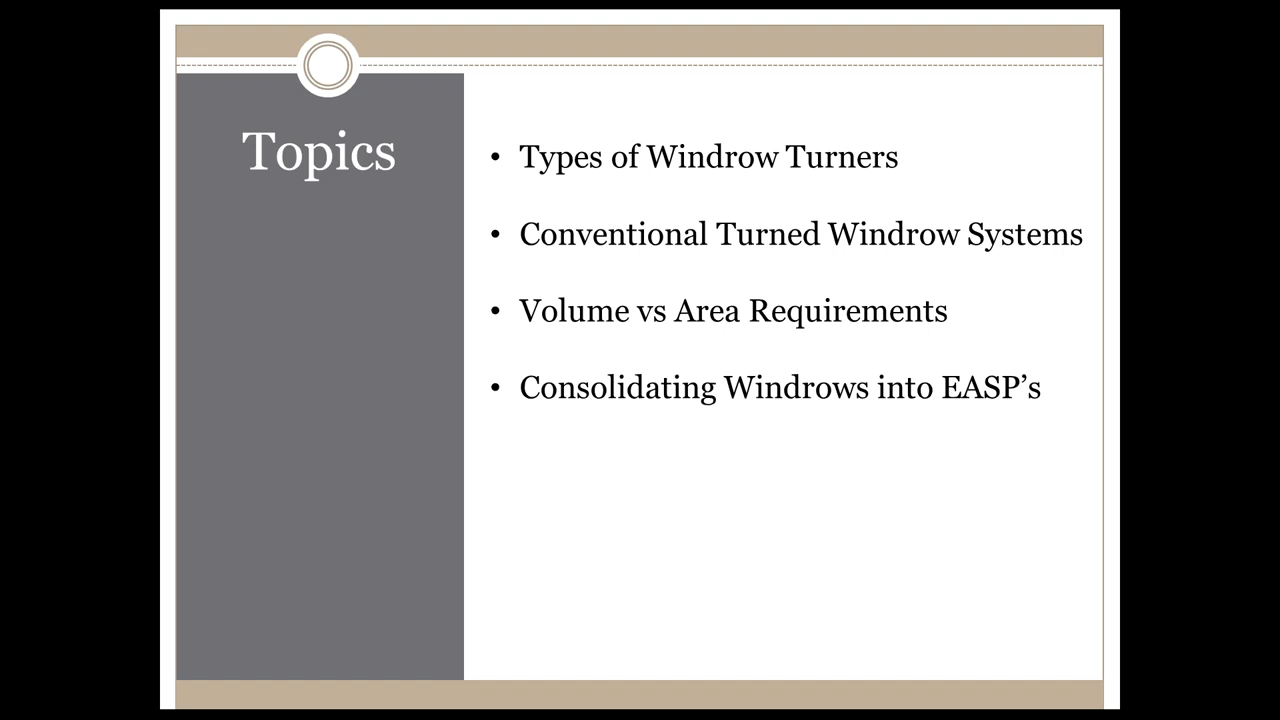 Topics
• Types of Windrow Turners
• Conventional Turned Windrow Systems
• Volume vs Area Requirements
• Consolidating Windrows into EASP’s